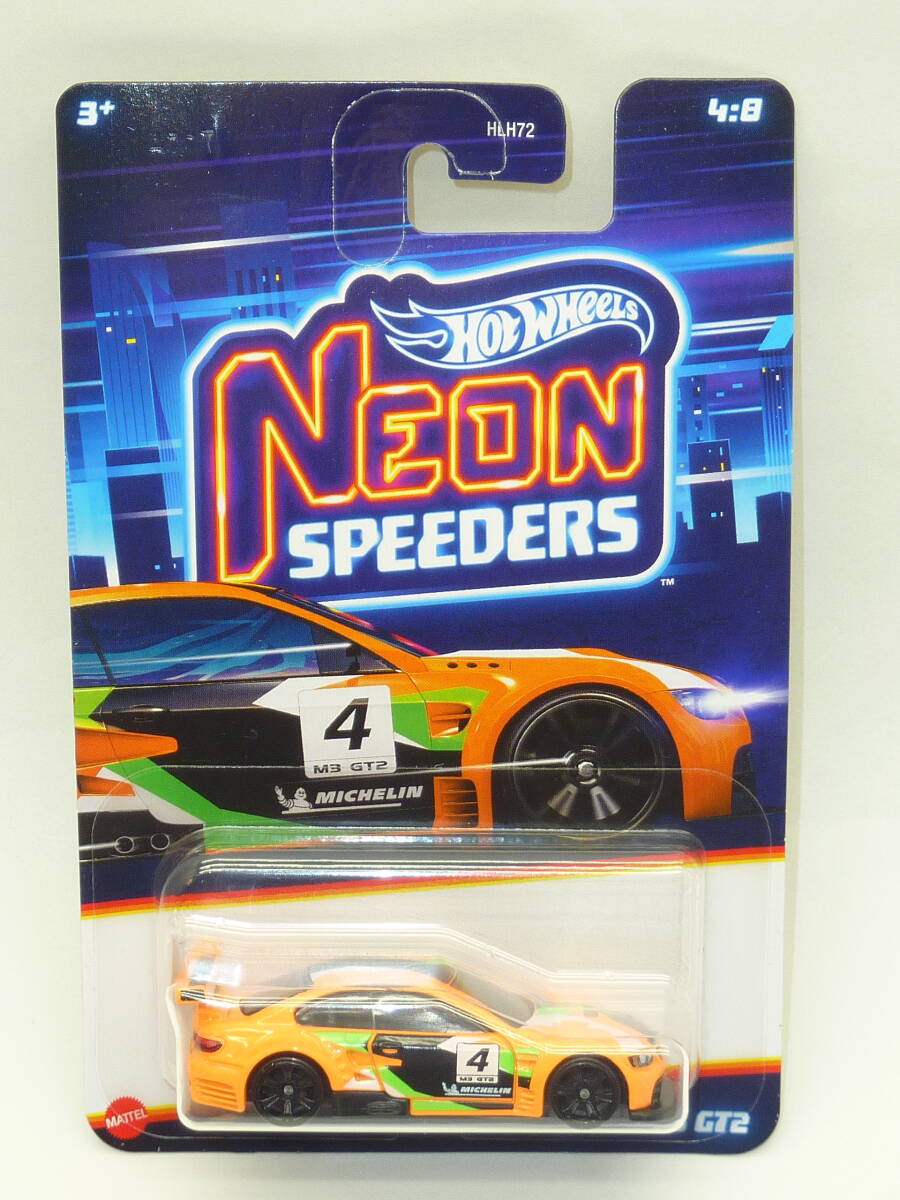 3+
HLH72
4:8
HOT WHEELS
NEON
SPEEDERS
TM
4
M3 GT2
MICHELIN
4
M3 GT2
MICHELIN
MATTEL
GT2